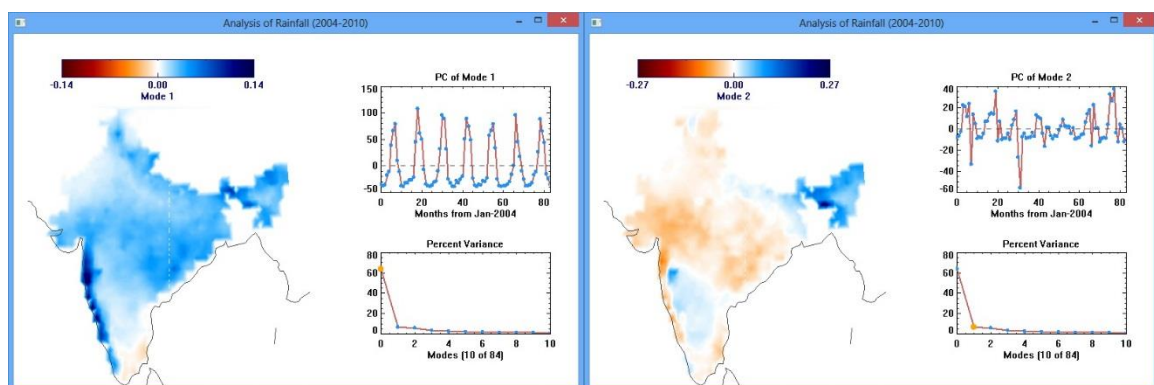 Analysis of Rainfall (2004-2010)
-0.14 0.00 0.14
Mode 1
PC of Mode 1
150
100
50
0
-50
0 20 40 60 80
Months from Jan-2004
Percent Variance
80
60
40
20
0
0 2 4 6 8 10
Modes (10 of 84)
Analysis of Rainfall (2004-2010)
-0.27 0.00 0.27
Mode 2
PC of Mode 2
40
20
0
-20
-40
-60
0 20 40 60 80
Months from Jan-2004
Percent Variance
80
60
40
20
0
0 2 4 6 8 10
Modes (10 of 84)